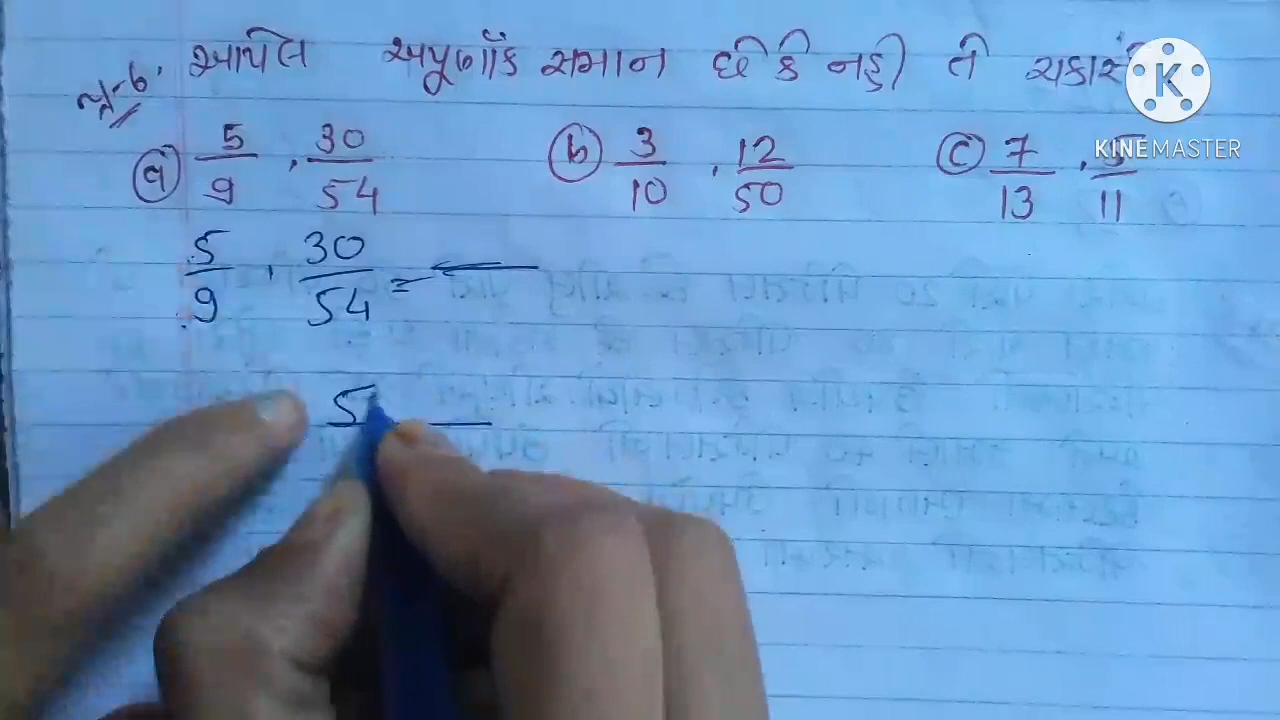 પ્ર-6. આપેલ અપૂર્ણાંક સમાન છે કે નહી તે ચકાસો
ⓐ 5/9 , 30/54 ⓑ 3/10 , 12/50 ⓒ 7/13 , 5/11
5/9 , 30/54 =
5
K
KINEMASTER